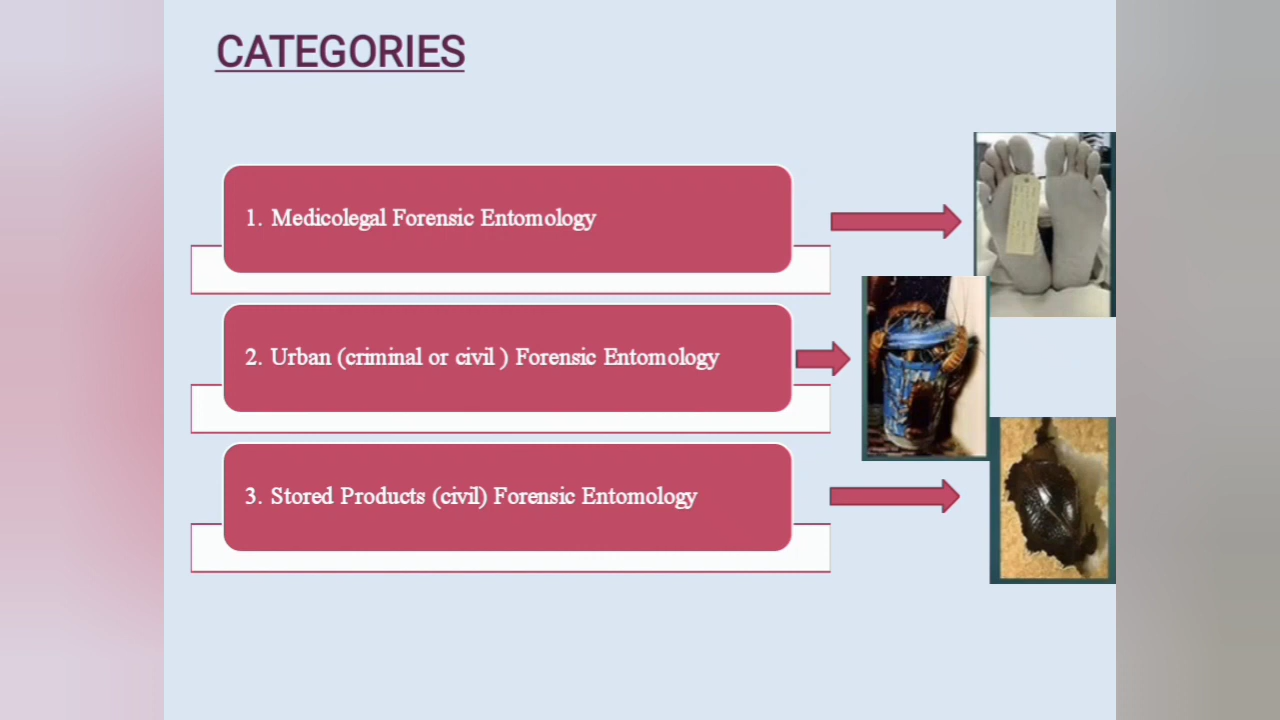 CATEGORIES
1. Medicolegal Forensic Entomology
2. Urban (criminal or civil ) Forensic Entomology
3. Stored Products (civil) Forensic Entomology